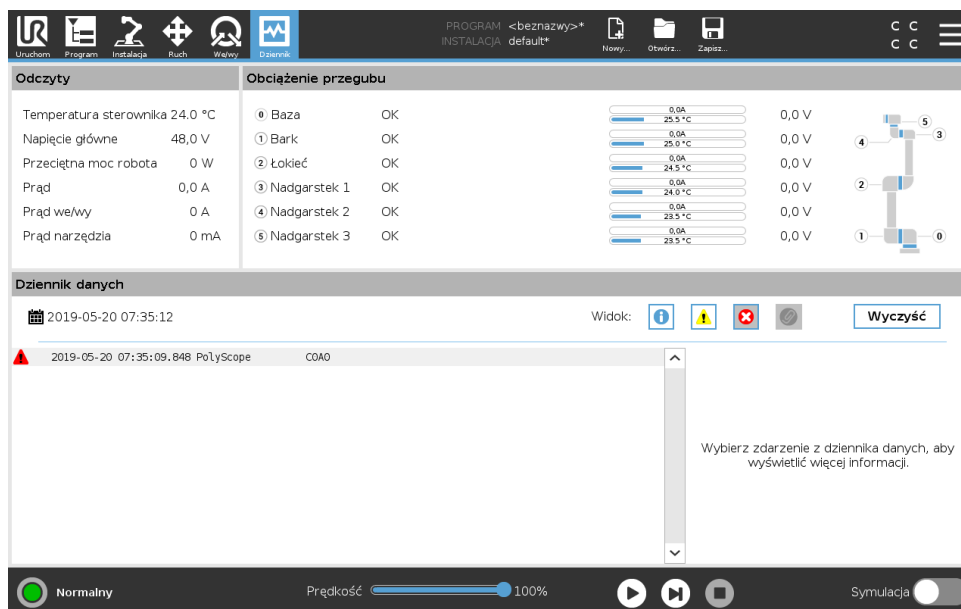 PROGRAM <beznazwy>*
INSTALACJA default*
C C
C C
Uruchom Program Instalacja Ruch We/wy Dziennik
Nowy... Otwórz... Zapisz...
Odczyty
Temperatura sterownika 24.0 °C
Napięcie główne 48,0 V
Przeciętna moc robota 0 W
Prąd 0,0 A
Prąd we/wy 0 A
Prąd narzędzia 0 mA
Obciążenie przegubu
0 Baza OK 0,0A 25.5 °C 0,0 V
1 Bark OK 0,0A 25.0 °C 0,0 V
2 Łokieć OK 0,0A 24.5 °C 0,0 V
3 Nadgarstek 1 OK 0,0A 24.0 °C 0,0 V
4 Nadgarstek 2 OK 0,0A 23.5 °C 0,0 V
5 Nadgarstek 3 OK 0,0A 23.5 °C 0,0 V
5
4 3
2
1 0
Dziennik danych
2019-05-20 07:35:12
Widok:
Wyczyść
2019-05-20 07:35:09.848 PolyScope C0A0
Wybierz zdarzenie z dziennika danych, aby
wyświetlić więcej informacji.
Normalny
Prędkość 100%
Symulacja